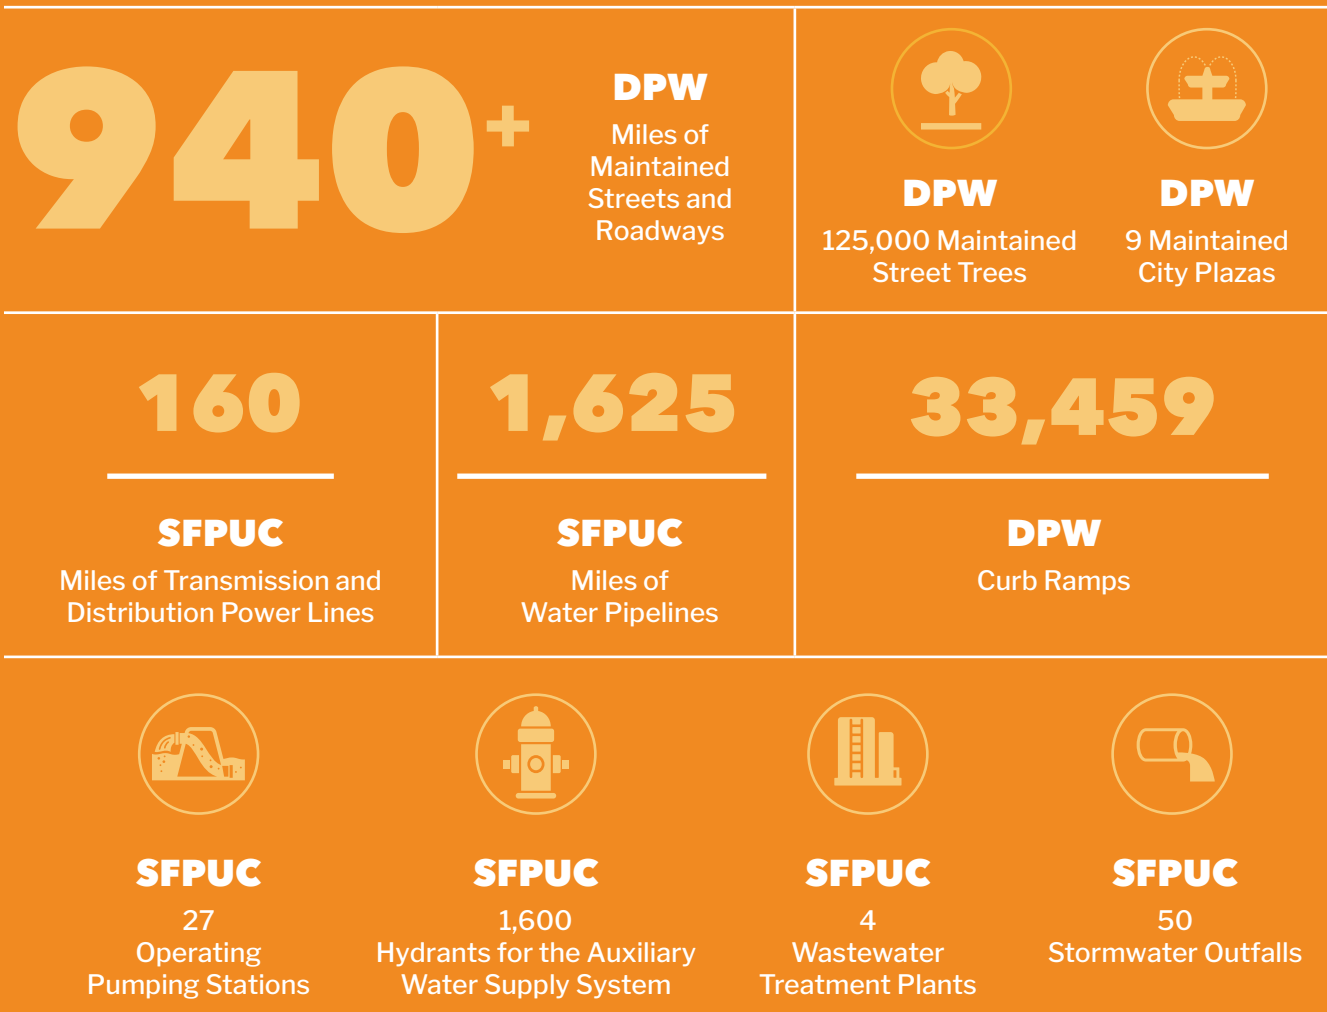 940+
DPW
Miles of
Maintained
Streets and
Roadways
DPW
125,000 Maintained
Street Trees
DPW
9 Maintained
City Plazas
160
SFPUC
Miles of Transmission and
Distribution Power Lines
1,625
SFPUC
Miles of
Water Pipelines
33,459
DPW
Curb Ramps
SFPUC
27
Operating
Pumping Stations
SFPUC
1,600
Hydrants for the Auxiliary
Water Supply System
SFPUC
4
Wastewater
Treatment Plants
SFPUC
50
Stormwater Outfalls